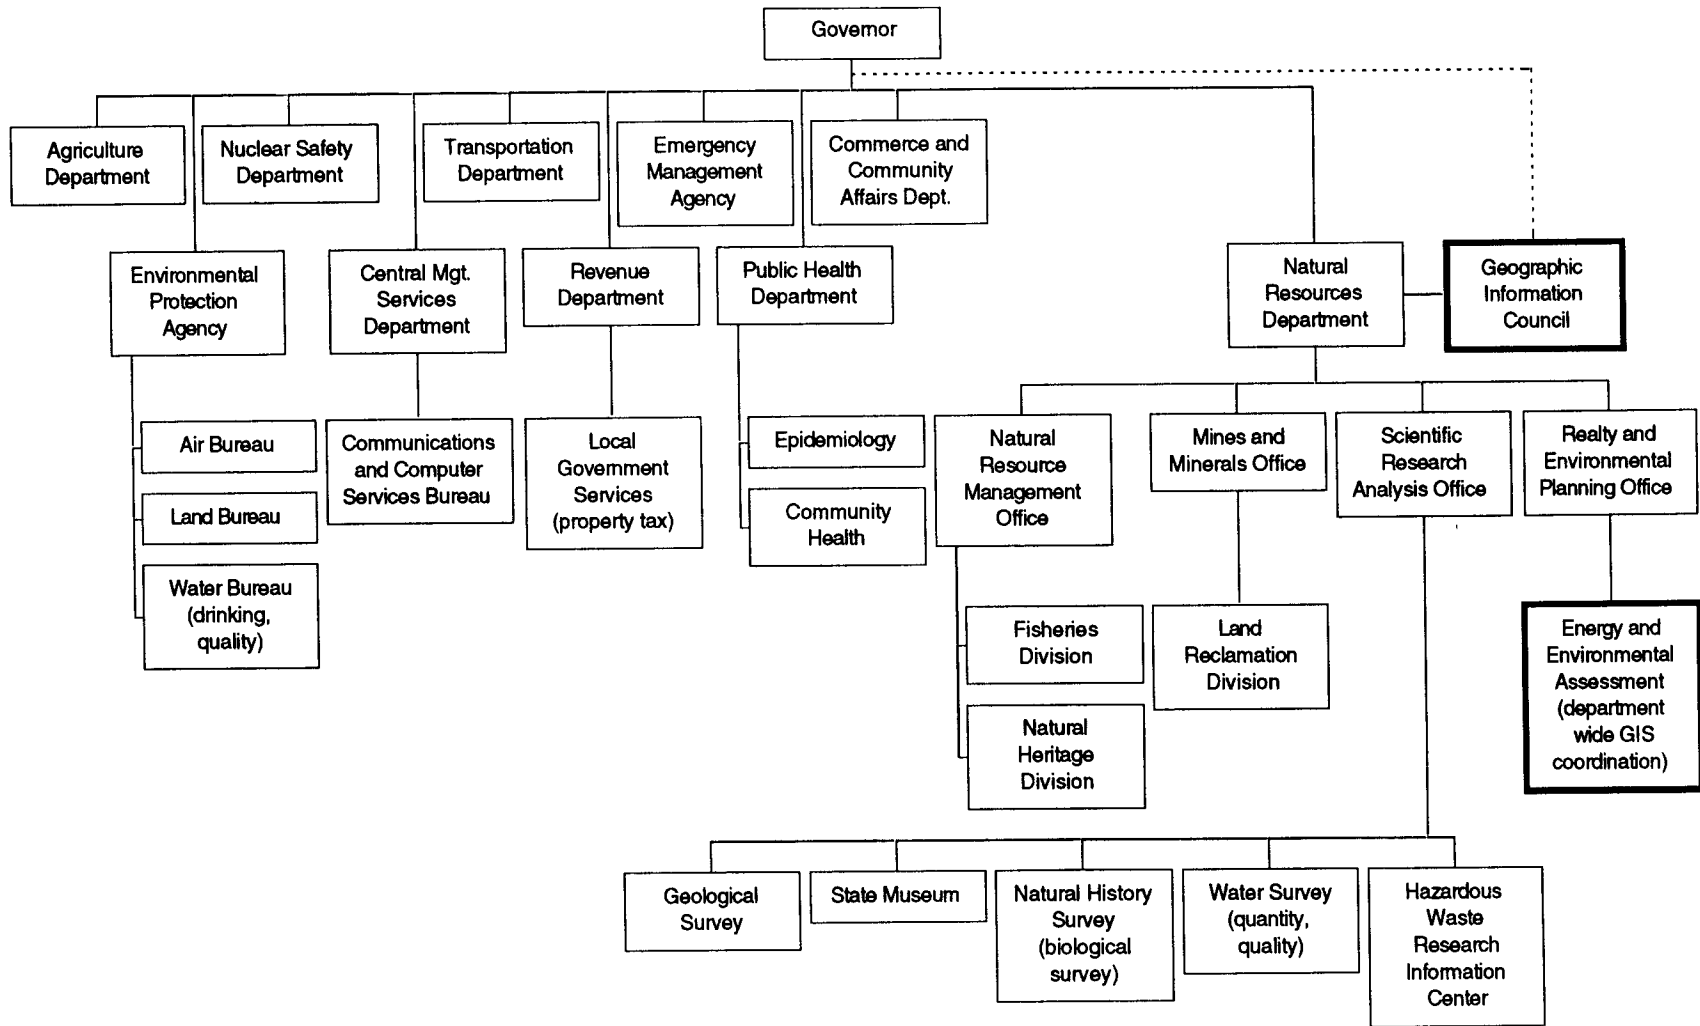 Governor
Agriculture
Department
Nuclear Safety
Department
Transportation
Department
Emergency
Management
Agency
Commerce and
Community
Affairs Dept.
Environmental
Protection
Agency
Central Mgt.
Services
Department
Revenue
Department
Public Health
Department
Natural
Resources
Department
Geographic
Information
Council
Air Bureau
Land Bureau
Water Bureau
(drinking,
quality)
Communications
and Computer
Services Bureau
Local
Government
Services
(property tax)
Epidemiology
Community
Health
Natural
Resource
Management
Office
Mines and
Minerals Office
Scientific
Research
Analysis Office
Realty and
Environmental
Planning Office
Fisheries
Division
Natural
Heritage
Division
Land
Reclamation
Division
Energy and
Environmental
Assessment
(department
wide GIS
coordination)
Geological
Survey
State Museum
Natural History
Survey
(biological
survey)
Water Survey
(quantity,
quality)
Hazardous
Waste
Research
Information
Center